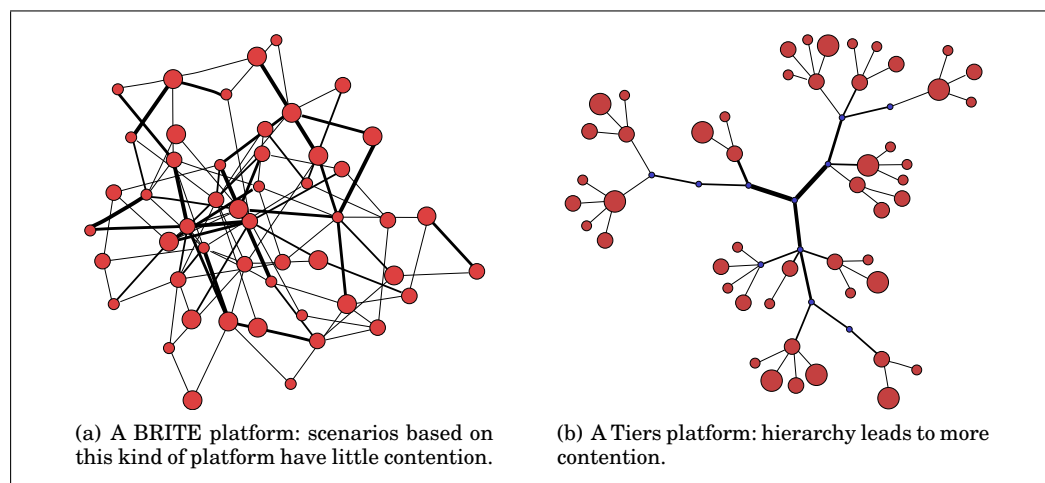 (a) A BRITE platform: scenarios based on
this kind of platform have little contention.
(b) A Tiers platform: hierarchy leads to more
contention.